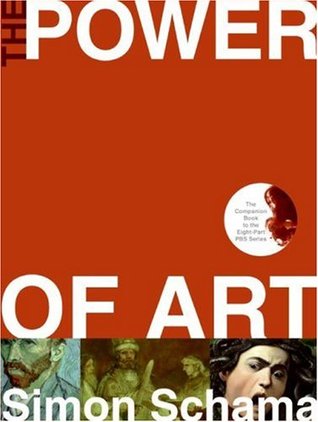 THE
POWER
The
Companion
Book
to the
Eight-Part
PBS Series
OF ART
Simon Schama